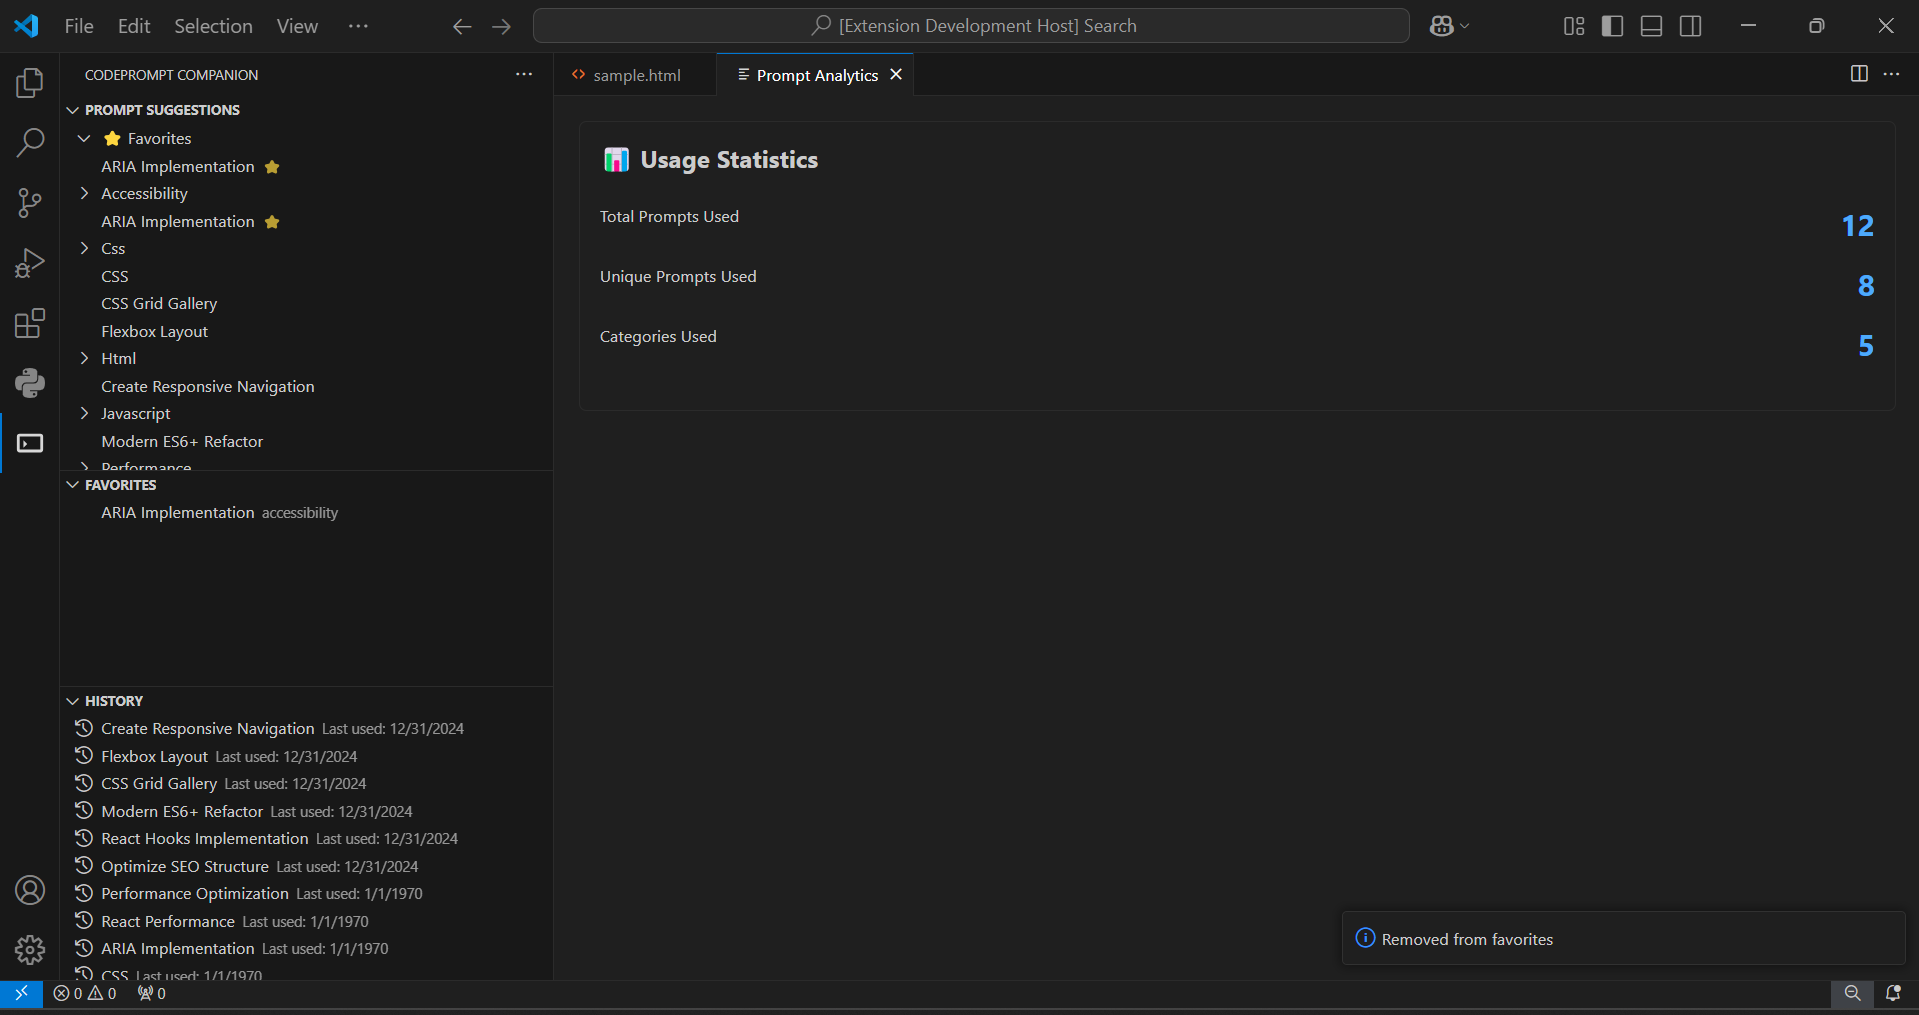 File Edit Selection View ···
[Extension Development Host] Search
CODEPROMPT COMPANION
PROMPT SUGGESTIONS
Favorites
ARIA Implementation
Accessibility
ARIA Implementation
Css
CSS
CSS Grid Gallery
Flexbox Layout
Html
Create Responsive Navigation
Javascript
Modern ES6+ Refactor
Performance
FAVORITES
ARIA Implementation accessibility
HISTORY
Create Responsive Navigation Last used: 12/31/2024
Flexbox Layout Last used: 12/31/2024
CSS Grid Gallery Last used: 12/31/2024
Modern ES6+ Refactor Last used: 12/31/2024
React Hooks Implementation Last used: 12/31/2024
Optimize SEO Structure Last used: 12/31/2024
Performance Optimization Last used: 1/1/1970
React Performance Last used: 1/1/1970
ARIA Implementation Last used: 1/1/1970
CSS Last used: 1/1/1970
sample.html
Prompt Analytics
Usage Statistics
Total Prompts Used 12
Unique Prompts Used 8
Categories Used 5
Removed from favorites
0 0 0